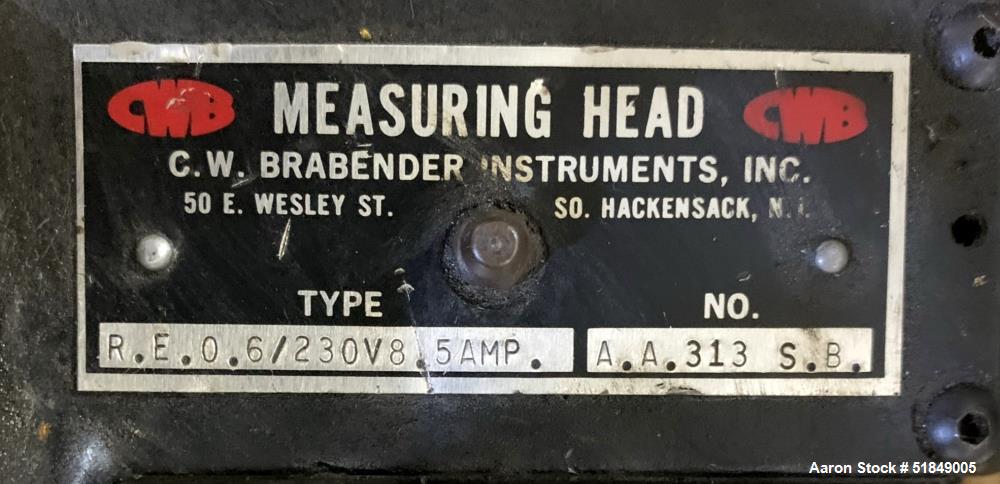 CWB MEASURING HEAD CWB
C.W. BRABENDER INSTRUMENTS, INC.
50 E. WESLEY ST. SO. HACKENSACK, N.J.
TYPE NO.
R.E.0.6/230V8.5AMP. A.A.313 S.B.
Aaron Stock # 51849005